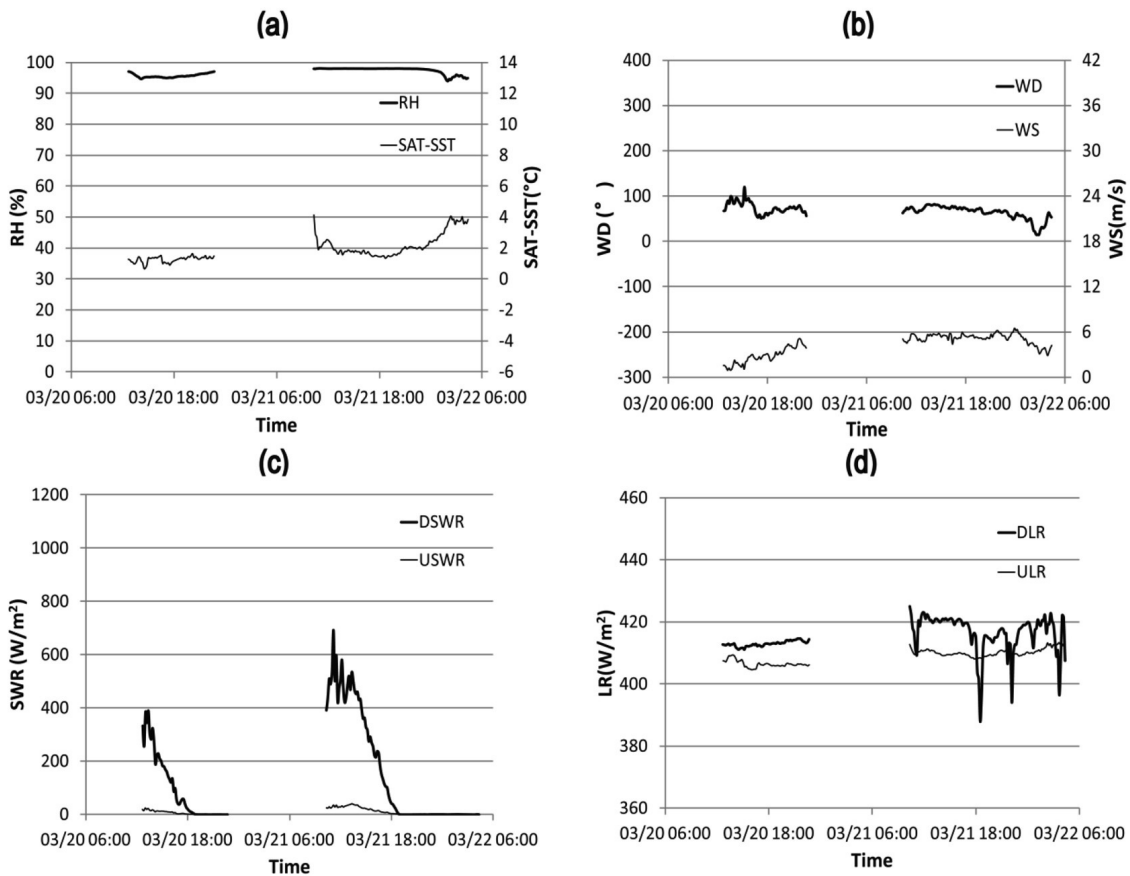 (a)
100
90
80
70
60
50
40
30
20
10
0
RH (%)
14
12
10
8
6
4
2
0
-2
-4
-6
SAT-SST(°C)
RH
SAT-SST
03/20 06:00 03/20 18:00 03/21 06:00 03/21 18:00 03/22 06:00
Time
(b)
400
300
200
100
0
-100
-200
-300
WD (°)
42
36
30
24
18
12
6
0
WS(m/s)
WD
WS
03/20 06:00 03/20 18:00 03/21 06:00 03/21 18:00 03/22 06:00
Time
(c)
1200
1000
800
600
400
200
0
SWR (W/m²)
DSWR
USWR
03/20 06:00 03/20 18:00 03/21 06:00 03/21 18:00 03/22 06:00
Time
(d)
460
440
420
400
380
360
LR(W/m²)
DLR
ULR
03/20 06:00 03/20 18:00 03/21 06:00 03/21 18:00 03/22 06:00
Time